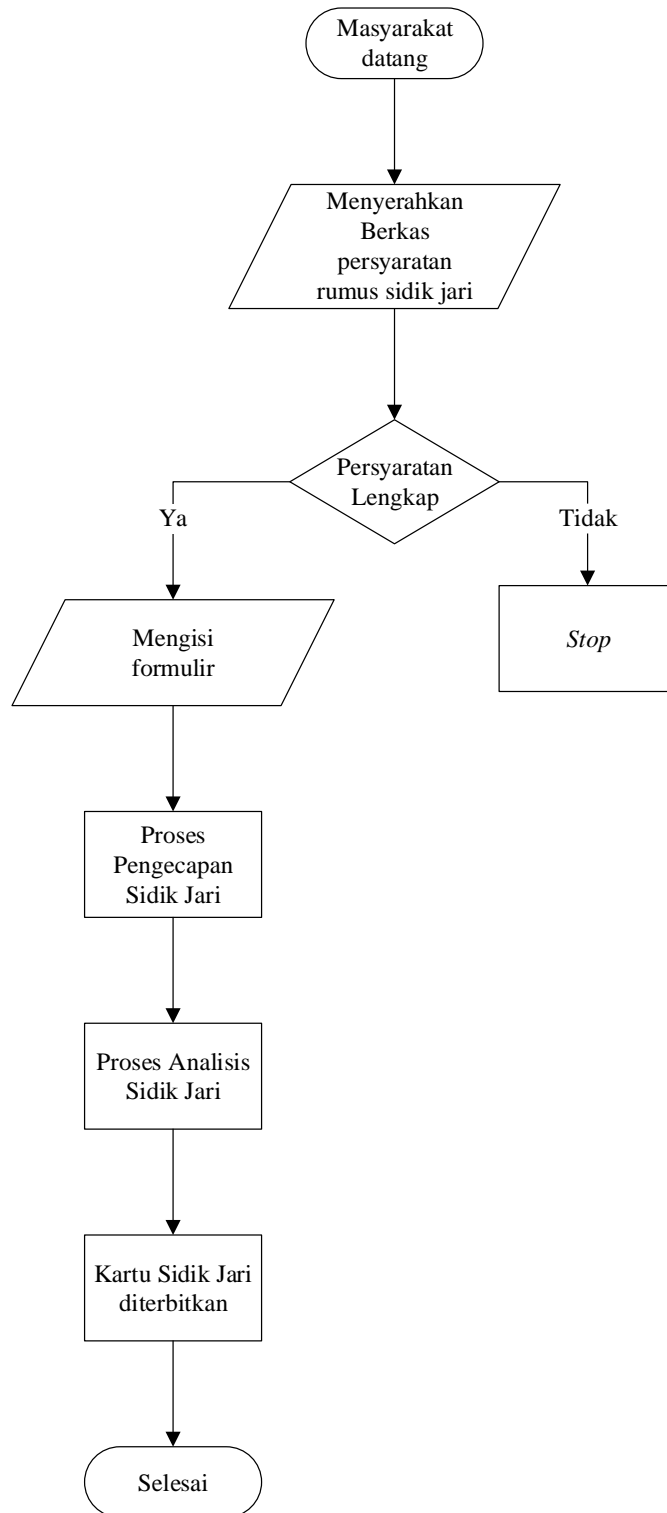 Masyarakat
datang
Menyerahkan
Berkas
persyaratan
rumus sidik jari
Persyaratan
Lengkap
Ya
Tidak
Mengisi
formulir
Stop
Proses
Pengecapan
Sidik Jari
Proses Analisis
Sidik Jari
Kartu Sidik Jari
diterbitkan
Selesai